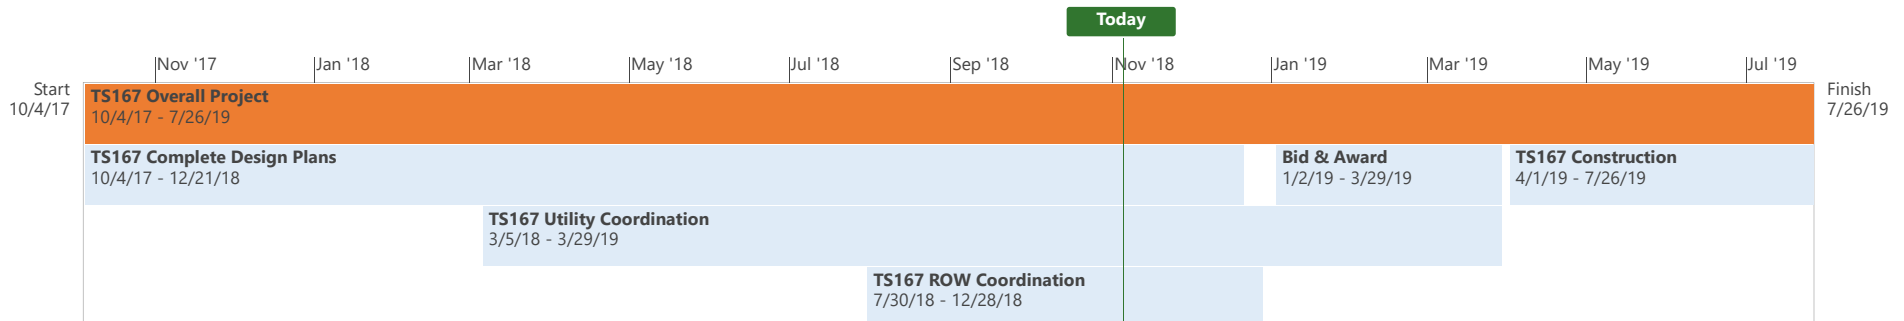 Today
Nov '17
Jan '18
Mar '18
May '18
Jul '18
Sep '18
Nov '18
Jan '19
Mar '19
May '19
Jul '19
Start
10/4/17
TS167 Overall Project
10/4/17 - 7/26/19
Finish
7/26/19
TS167 Complete Design Plans
10/4/17 - 12/21/18
Bid & Award
1/2/19 - 3/29/19
TS167 Construction
4/1/19 - 7/26/19
TS167 Utility Coordination
3/5/18 - 3/29/19
TS167 ROW Coordination
7/30/18 - 12/28/18